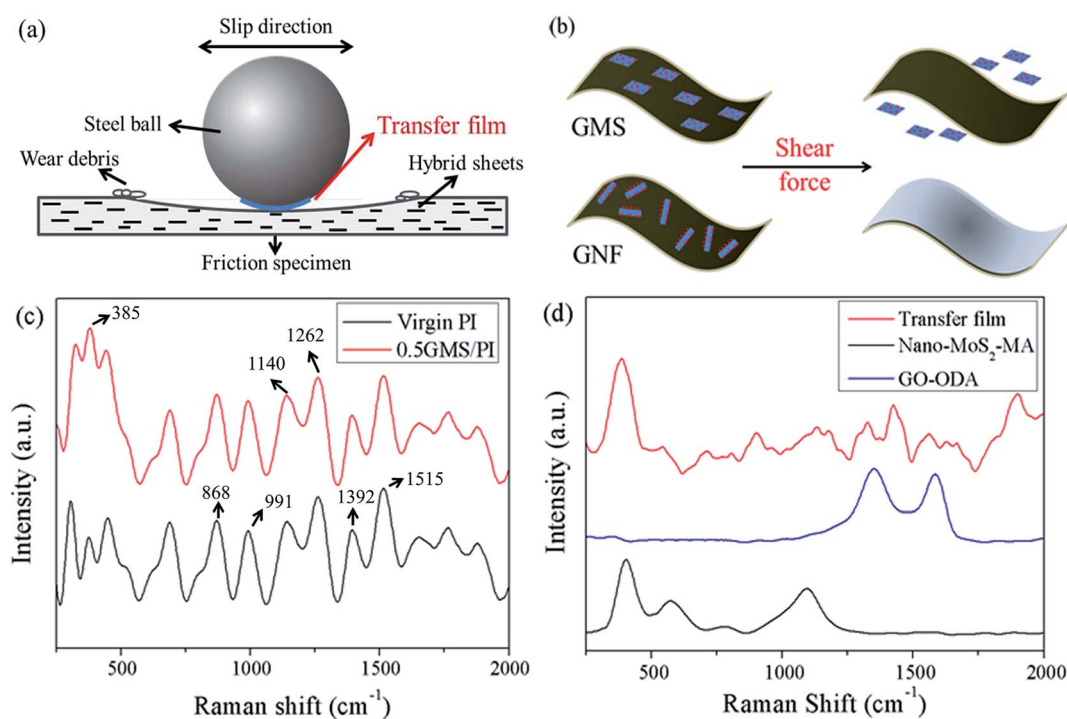 (a)
Slip direction
Steel ball
Transfer film
Wear debris
Hybrid sheets
Friction specimen
(b)
GMS
Shear
force
GNF
(c)
385
Virgin PI
0.5GMS/PI
1262
1140
868
991
1392
1515
Intensity (a.u.)
500
1000
1500
2000
Raman shift (cm-1)
(d)
Transfer film
Nano-MoS2-MA
GO-ODA
Intensity (a.u.)
500
1000
1500
2000
Raman Shift (cm-1)